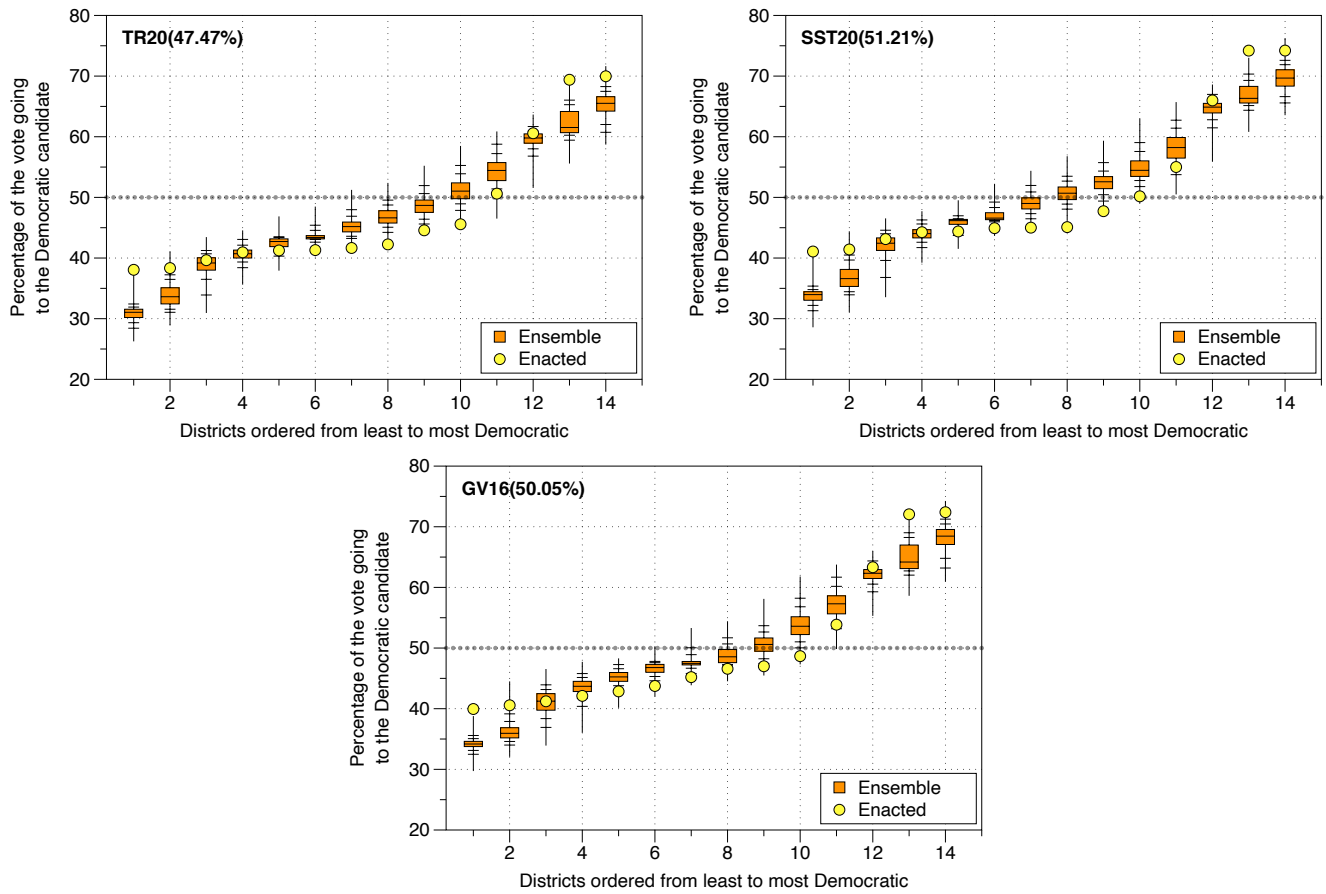 TR20(47.47%)
Percentage of the vote going
to the Democratic candidate
80
70
60
50
40
30
20
2 4 6 8 10 12 14
Districts ordered from least to most Democratic
Ensemble
Enacted
SST20(51.21%)
Percentage of the vote going
to the Democratic candidate
80
70
60
50
40
30
20
2 4 6 8 10 12 14
Districts ordered from least to most Democratic
Ensemble
Enacted
GV16(50.05%)
Percentage of the vote going
to the Democratic candidate
80
70
60
50
40
30
20
2 4 6 8 10 12 14
Districts ordered from least to most Democratic
Ensemble
Enacted